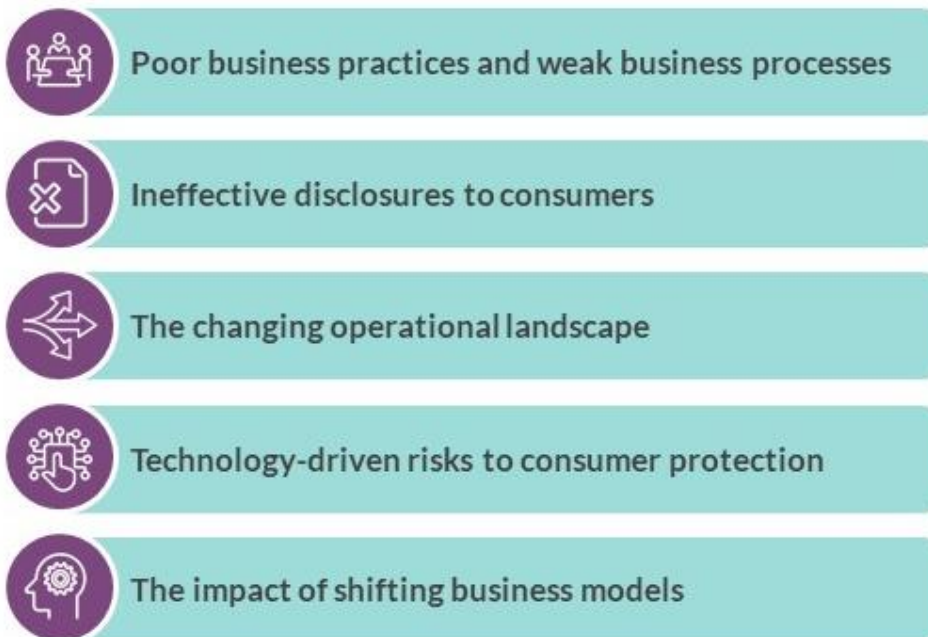 Poor business practices and weak business processes
Ineffective disclosures to consumers
The changing operational landscape
Technology-driven risks to consumer protection
The impact of shifting business models